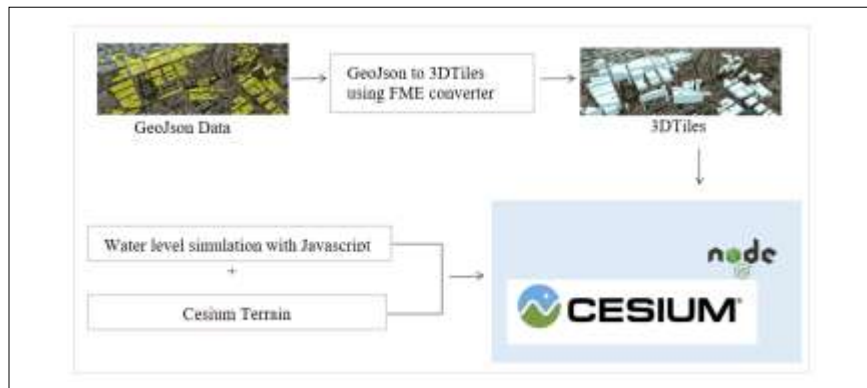 GeoJson to 3DTiles
using FME converter
GeoJson Data
3DTiles
Water level simulation with Javascript
+
Cesium Terrain
node
CESIUM